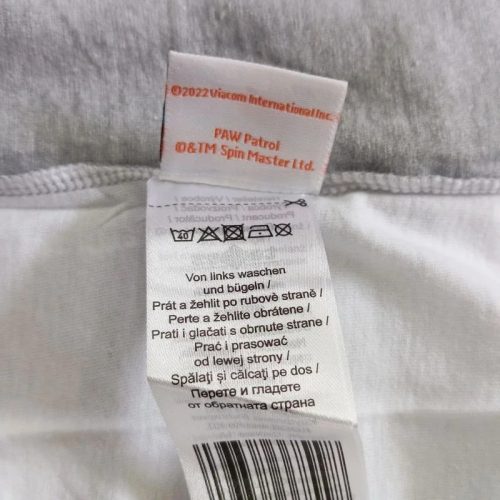 ©2022 Viacom International Inc.
PAW Patrol
©&TM Spin Master Ltd.
40
Von links waschen
und bügeln /
Prát a žehlit po rubově straně /
Perte a žehlite obrátene /
Prati i glačati s obrnute strane /
Prać i prasować
od lewej strony /
Spălați și călcați pe dos /
Перете и гладете
от обратната страна